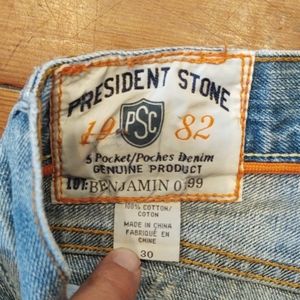 PRESIDENT STONE
19 PSC 82
5 Pocket/Poches Denim
GENUINE PRODUCT
LOT: BENJAMIN 0199
100% COTTON/
COTON
MADE IN CHINA
FABRIQUÉ EN
CHINE
30